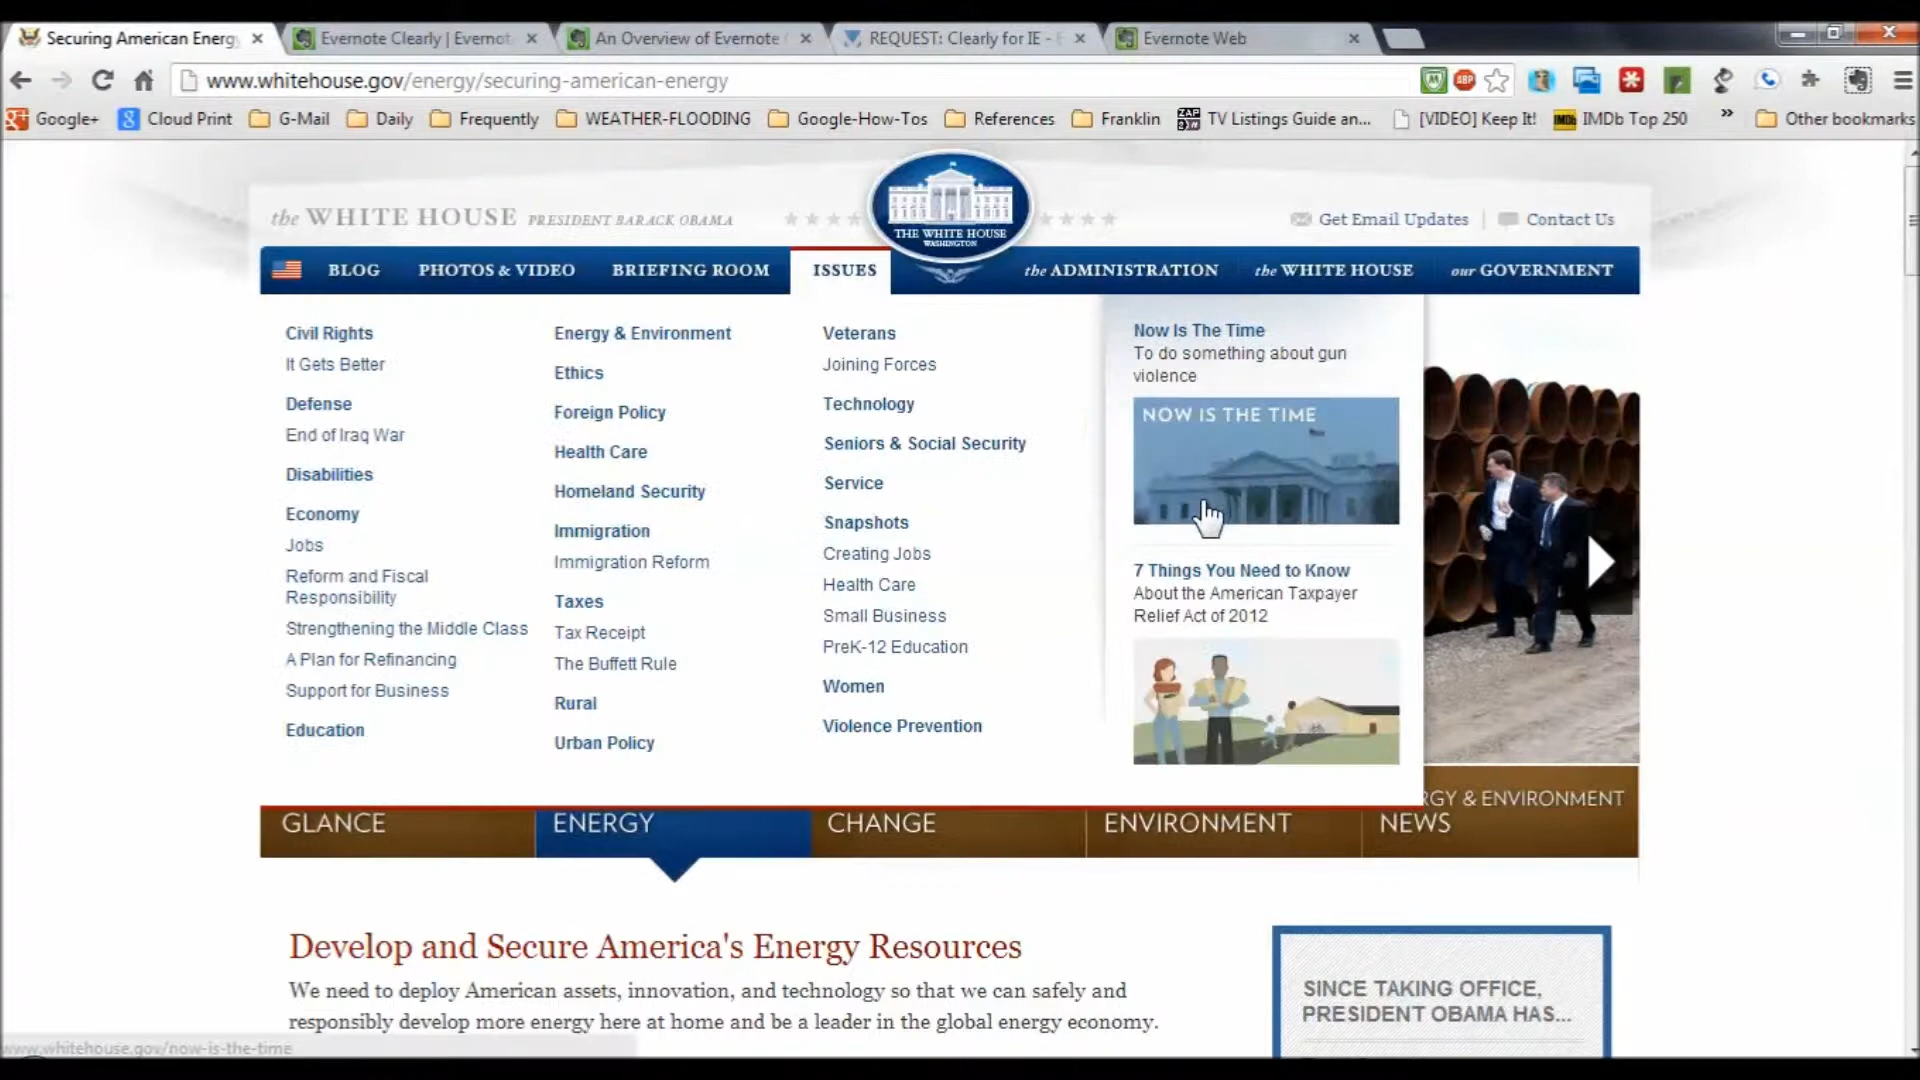 Securing American Energ
Evernote Clearly | Evernot
An Overview of Evernote
REQUEST: Clearly for IE -
Evernote Web
www.whitehouse.gov/energy/securing-american-energy
ABP
Google+
Cloud Print
G-Mail
Daily
Frequently
WEATHER-FLOODING
Google-How-Tos
References
Franklin
TV Listings Guide an...
[VIDEO] Keep It!
IMDb Top 250
»
Other bookmarks
the WHITE HOUSE PRESIDENT BARACK OBAMA
THE WHITE HOUSE
WASHINGTON
Get Email Updates
Contact Us
BLOG
PHOTOS & VIDEO
BRIEFING ROOM
ISSUES
the ADMINISTRATION
the WHITE HOUSE
our GOVERNMENT
Civil Rights
It Gets Better
Defense
End of Iraq War
Disabilities
Economy
Jobs
Reform and Fiscal
Responsibility
Strengthening the Middle Class
A Plan for Refinancing
Support for Business
Education
Energy & Environment
Ethics
Foreign Policy
Health Care
Homeland Security
Immigration
Immigration Reform
Taxes
Tax Receipt
The Buffett Rule
Rural
Urban Policy
Veterans
Joining Forces
Technology
Seniors & Social Security
Service
Snapshots
Creating Jobs
Health Care
Small Business
PreK-12 Education
Women
Violence Prevention
Now Is The Time
To do something about gun
violence
NOW IS THE TIME
7 Things You Need to Know
About the American Taxpayer
Relief Act of 2012
GLANCE
ENERGY
CHANGE
ENVIRONMENT
RGY & ENVIRONMENT
NEWS
Develop and Secure America's Energy Resources
We need to deploy American assets, innovation, and technology so that we can safely and
responsibly develop more energy here at home and be a leader in the global energy economy.
SINCE TAKING OFFICE,
PRESIDENT OBAMA HAS...
www.whitehouse.gov/now-is-the-time